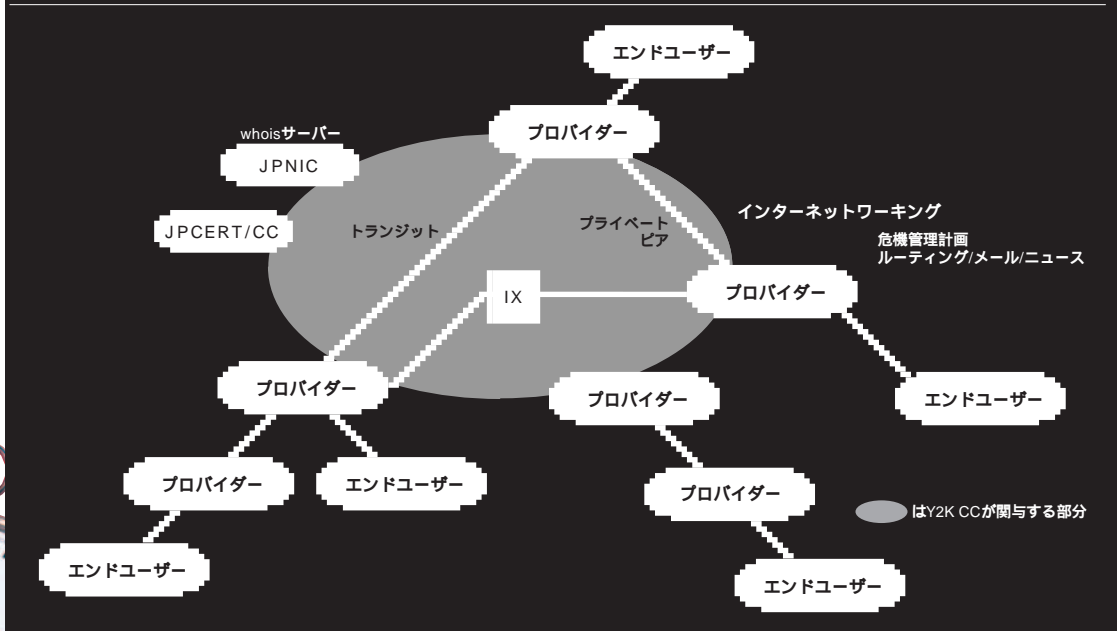 エンドユーザー
プロバイダー
whoisサーバー
JPNIC
JPCERT/CC
トランジット
プライベート
ピア
インターネットワーキング
危機管理計画
ルーティング/メール/ニュース
IX
プロバイダー
プロバイダー
プロバイダー
エンドユーザー
プロバイダー
エンドユーザー
プロバイダー
はY2K CCが関与する部分
エンドユーザー
エンドユーザー